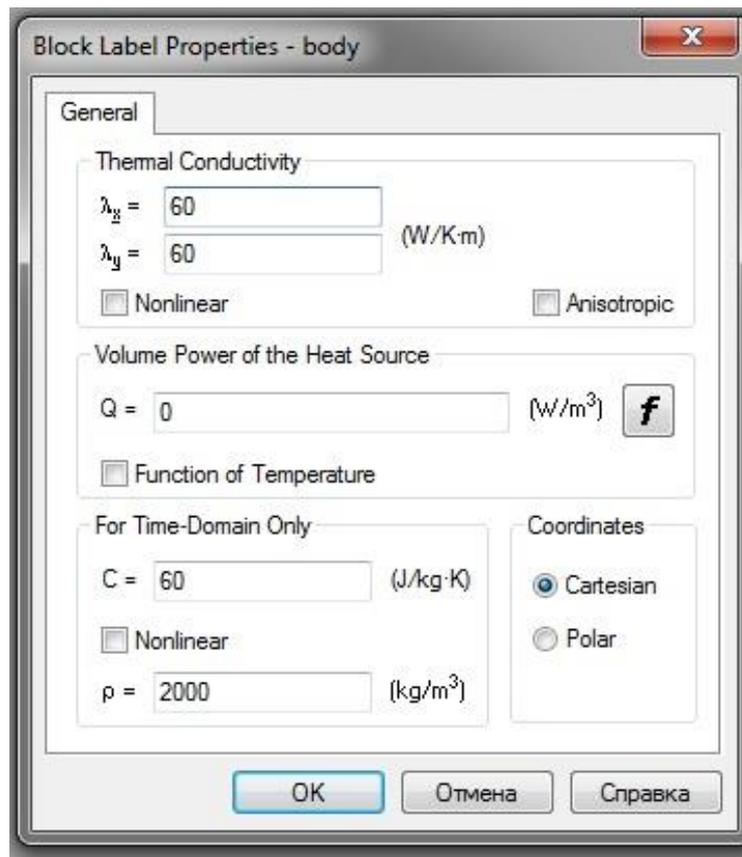 Block Label Properties - body
General
Thermal Conductivity
λx = 60
(W/K·m)
λy = 60
Nonlinear
Anisotropic
Volume Power of the Heat Source
Q = 0
(W/m³)
f
Function of Temperature
For Time-Domain Only
C = 60
(J/kg·K)
Nonlinear
ρ = 2000
(kg/m³)
Coordinates
Cartesian
Polar
OK
Отмена
Справка